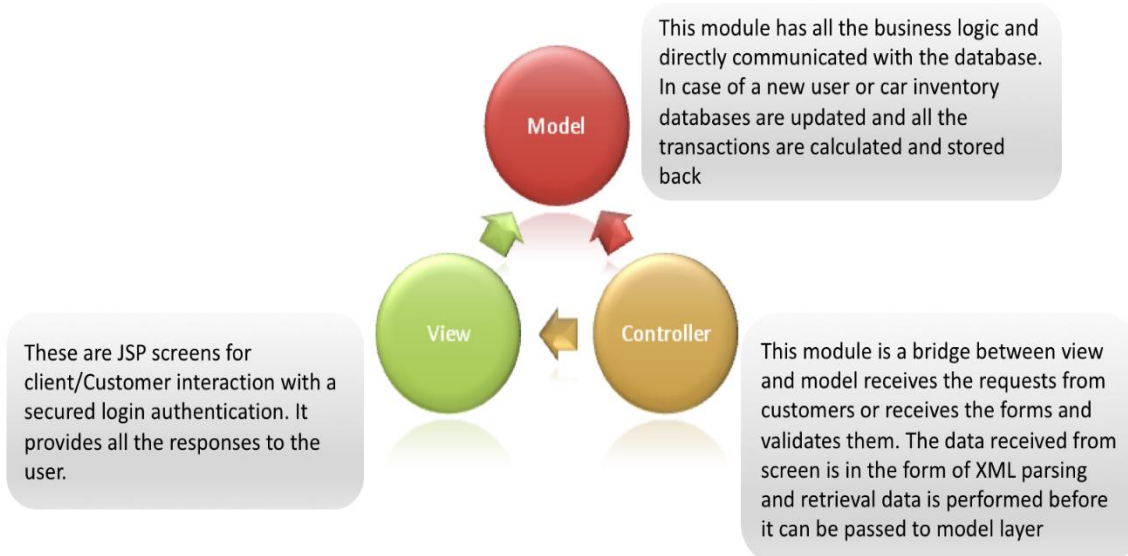 This module has all the business logic and
directly communicated with the database.
In case of a new user or car inventory
databases are updated and all the
transactions are calculated and stored
back
Model
View
Controller
These are JSP screens for
client/Customer interaction with a
secured login authentication. It
provides all the responses to the
user.
This module is a bridge between view
and model receives the requests from
customers or receives the forms and
validates them. The data received from
screen is in the form of XML parsing
and retrieval data is performed before
it can be passed to model layer